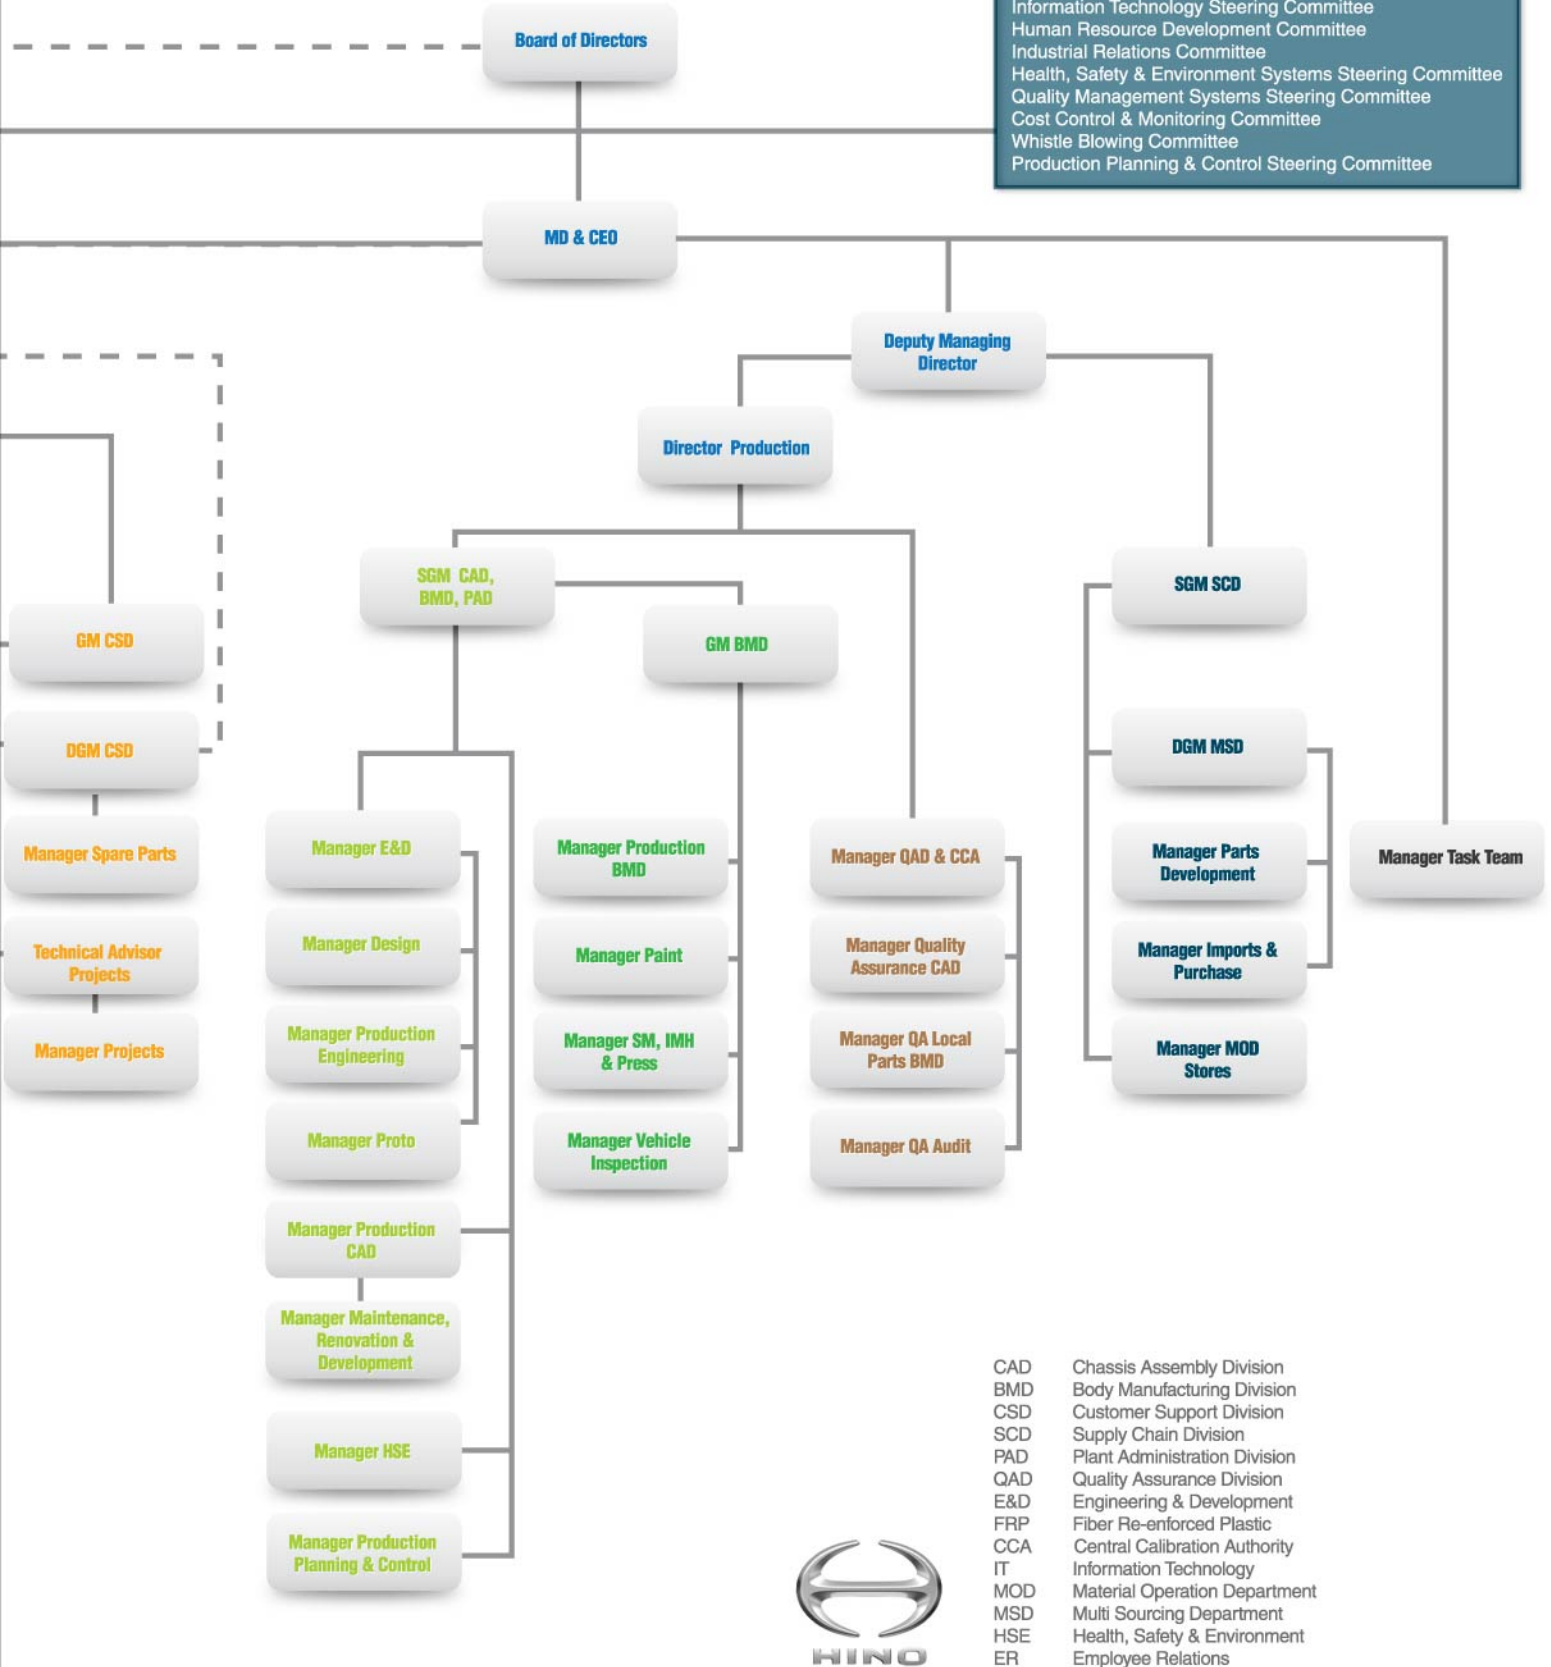 Information Technology Steering Committee
Human Resource Development Committee
Industrial Relations Committee
Health, Safety & Environment Systems Steering Committee
Quality Management Systems Steering Committee
Cost Control & Monitoring Committee
Whistle Blowing Committee
Production Planning & Control Steering Committee
Board of Directors
MD & CEO
Deputy Managing
Director
Director Production
SGM CAD,
BMD, PAD
SGM SCD
GM CSD
GM BMD
DGM CSD
DGM MSD
Manager Spare Parts
Technical Advisor
Projects
Manager Projects
Manager E&D
Manager Design
Manager Production
Engineering
Manager Proto
Manager Production
CAD
Manager Maintenance,
Renovation &
Development
Manager HSE
Manager Production
Planning & Control
Manager Production
BMD
Manager Paint
Manager SM, IMH
& Press
Manager Vehicle
Inspection
Manager QAD & CCA
Manager Quality
Assurance CAD
Manager QA Local
Parts BMD
Manager QA Audit
Manager Parts
Development
Manager Imports &
Purchase
Manager MOD
Stores
Manager Task Team
CAD Chassis Assembly Division
BMD Body Manufacturing Division
CSD Customer Support Division
SCD Supply Chain Division
PAD Plant Administration Division
QAD Quality Assurance Division
E&D Engineering & Development
FRP Fiber Re-enforced Plastic
CCA Central Calibration Authority
IT Information Technology
MOD Material Operation Department
MSD Multi Sourcing Department
HSE Health, Safety & Environment
ER Employee Relations
HINO